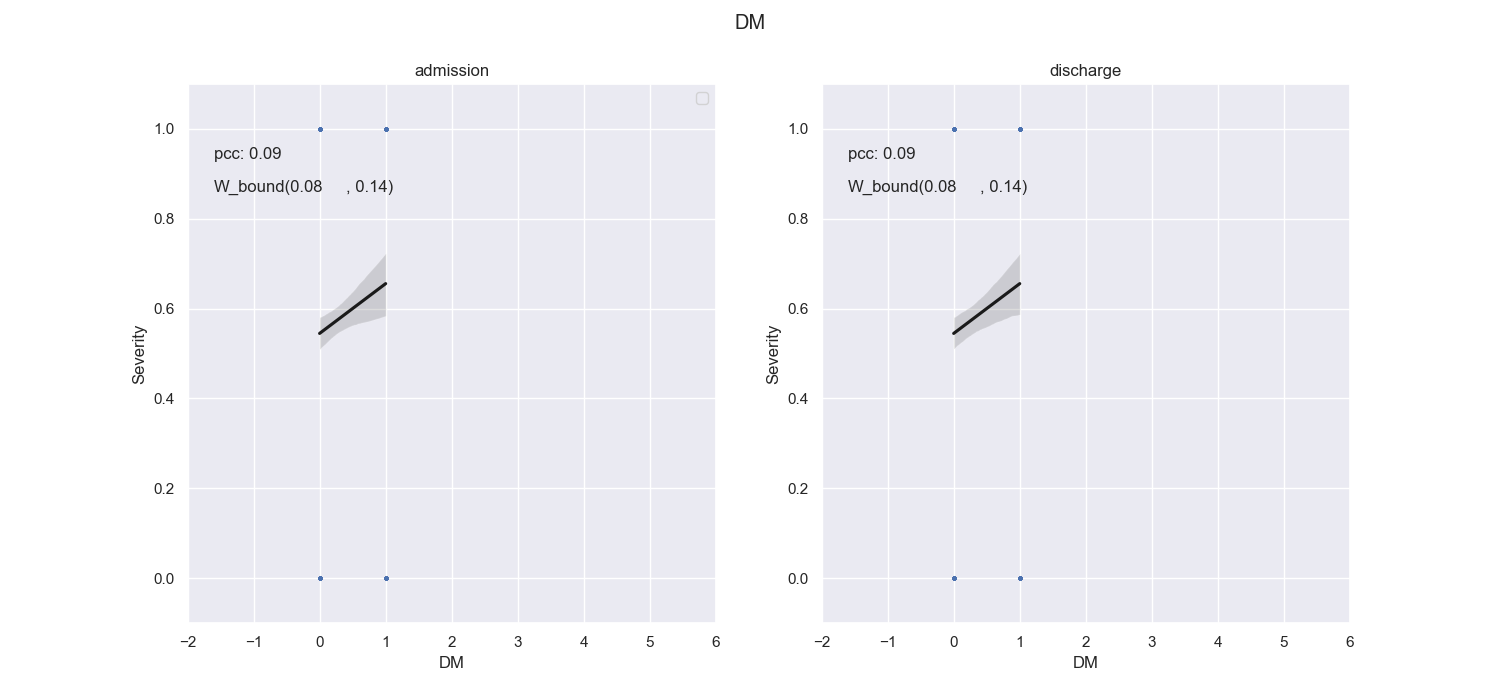 DM
admission
1.0
0.8
0.6
0.4
0.2
0.0
Severity
pcc: 0.09
W_bound(0.08 , 0.14)
−2 −1 0 1 2 3 4 5 6
DM
discharge
1.0
0.8
0.6
0.4
0.2
0.0
Severity
pcc: 0.09
W_bound(0.08 , 0.14)
−2 −1 0 1 2 3 4 5 6
DM